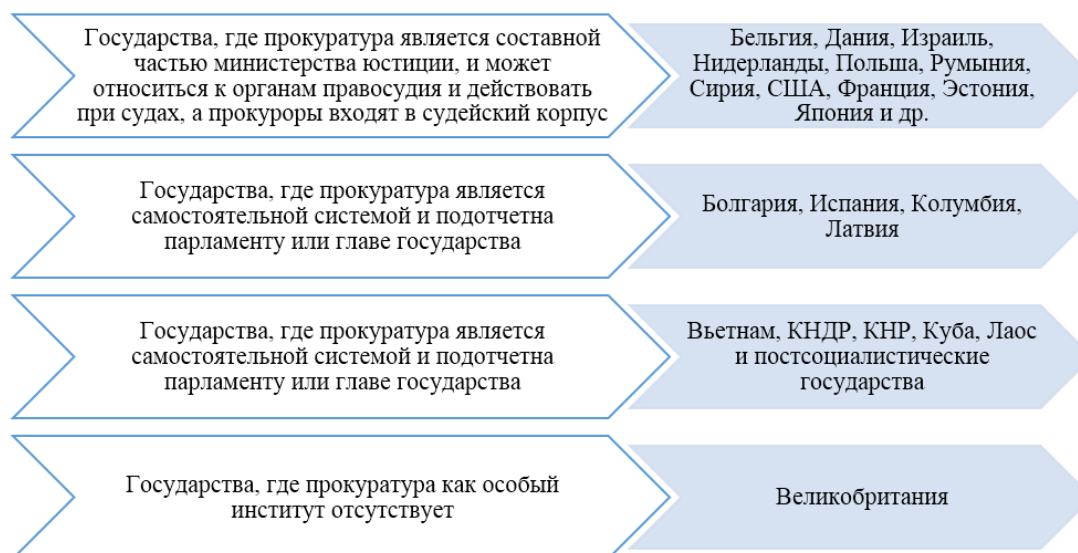 Государства, где прокуратура является составной
частью министерства юстиции, и может
относиться к органам правосудия и действовать
при судах, а прокуроры входят в судейский корпус
Бельгия, Дания, Израиль,
Нидерланды, Польша, Румыния,
Сирия, США, Франция, Эстония,
Япония и др.
Государства, где прокуратура является
самостоятельной системой и подотчетна
парламенту или главе государства
Болгария, Испания, Колумбия,
Латвия
Государства, где прокуратура является
самостоятельной системой и подотчетна
парламенту или главе государства
Вьетнам, КНДР, КНР, Куба, Лаос
и постсоциалистические
государства
Государства, где прокуратура как особый
институт отсутствует
Великобритания